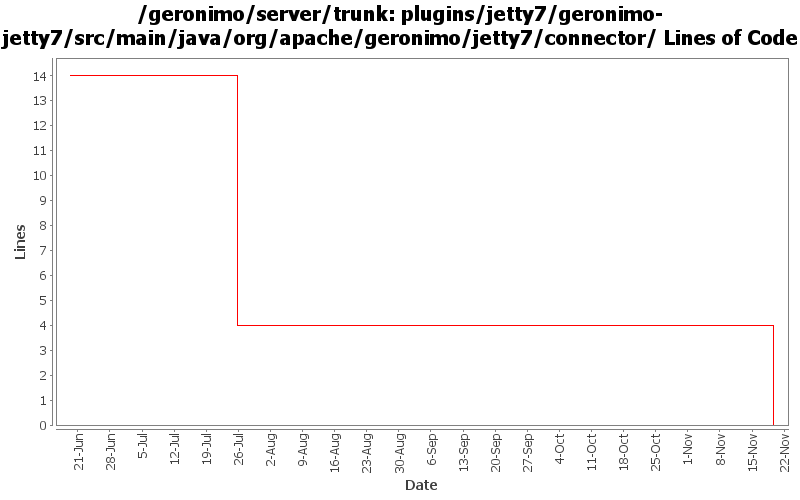 /geronimo/server/trunk: plugins/jetty7/geronimo-
jetty7/src/main/java/org/apache/geronimo/jetty7/connector/ Lines of Code
14
13
12
11
10
9
8
7
6
5
4
3
2
1
0
Lines
21-Jun
28-Jun
5-Jul
12-Jul
19-Jul
26-Jul
2-Aug
9-Aug
16-Aug
23-Aug
30-Aug
6-Sep
13-Sep
20-Sep
27-Sep
4-Oct
11-Oct
18-Oct
25-Oct
1-Nov
8-Nov
15-Nov
22-Nov
Date